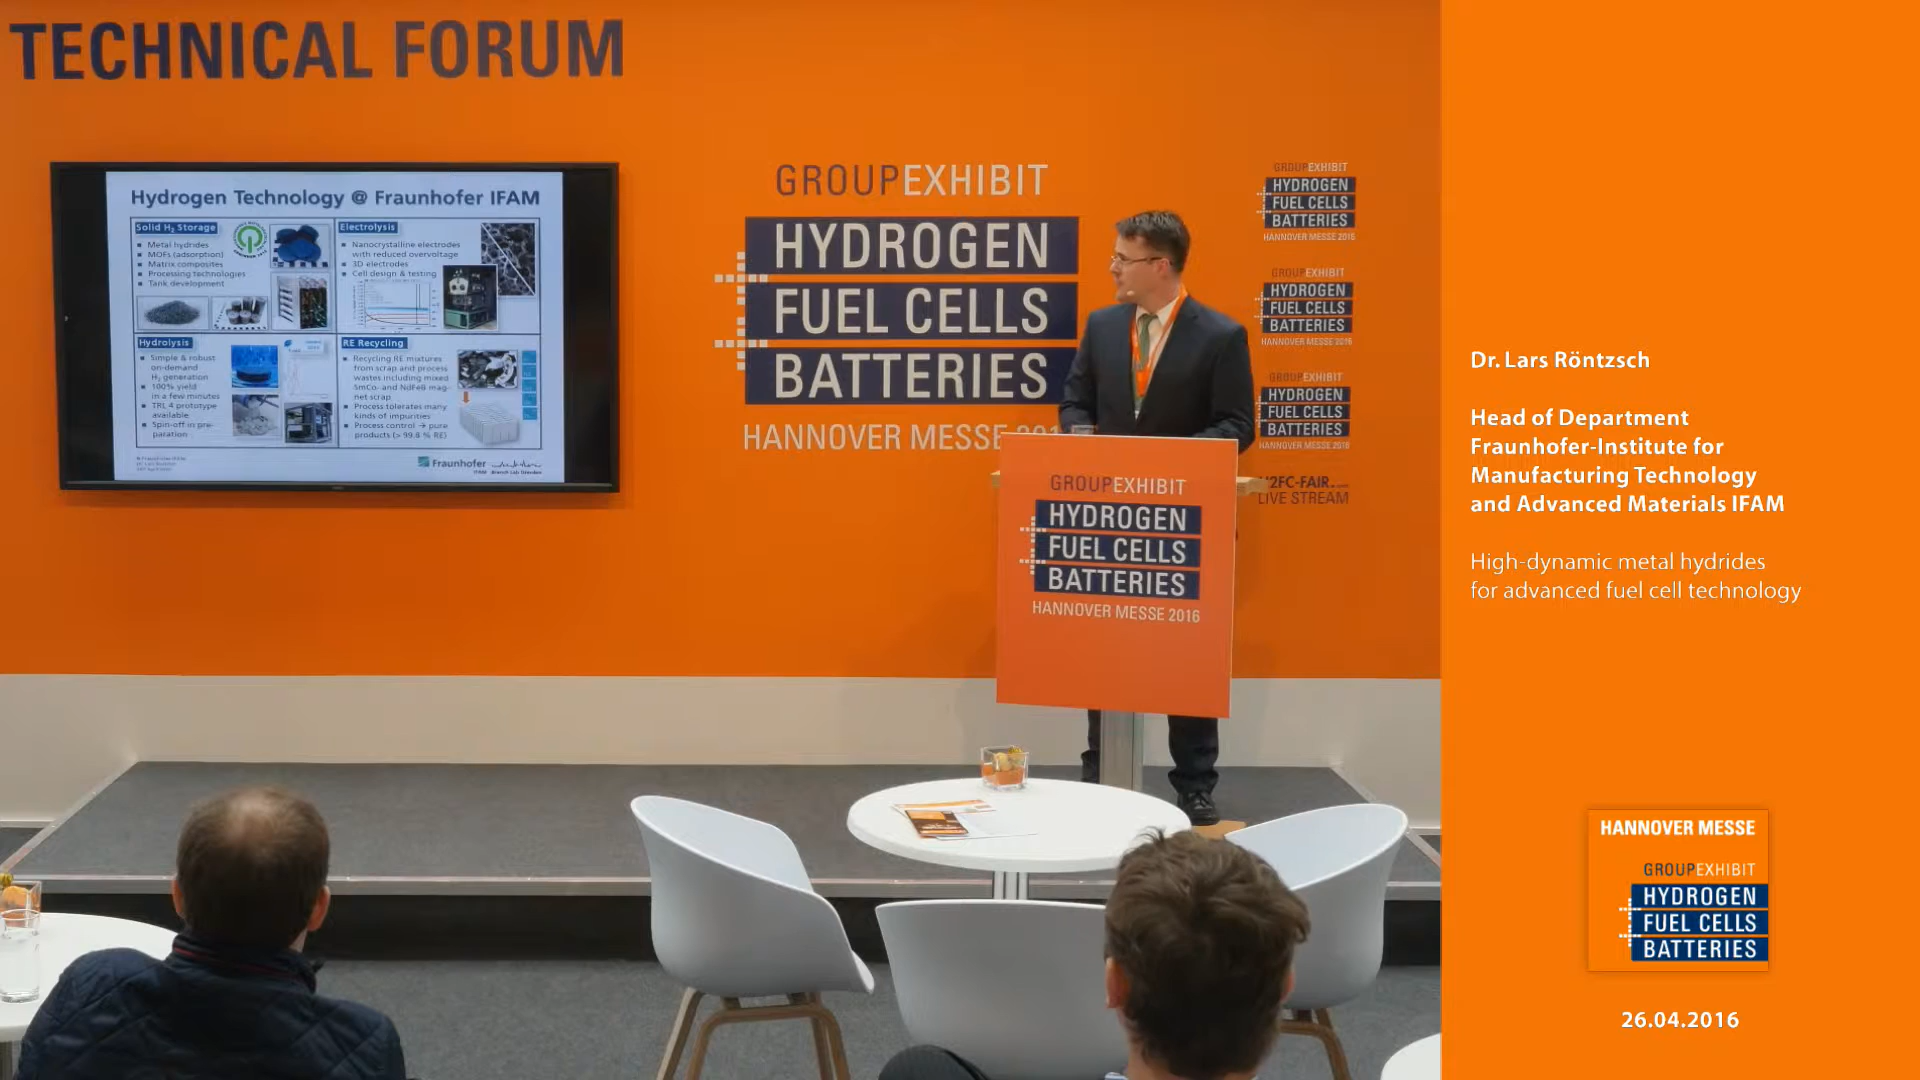 TECHNICAL FORUM
Hydrogen Technology @ Fraunhofer IFAM
Solid H₂ Storage
Metal hydrides
MOFs (adsorption)
Matrix composites
Processing technologies
Tank development
Electrolysis
Nanocrystalline electrodes
with reduced overvoltage
3D electrodes
Cell design & testing
Hydrolysis
Simple & robust
on-demand
H₂ generation
100% yield
in a few minutes
TRL 4 prototype
available
Spin-off in pre-
paration
RE Recycling
Recycling RE mixtures
from scrap and process
wastes including mixed
SmCo- and NdFeB mag-
net scrap
Process tolerates many
kinds of impurities
Process control → pure
products (> 99.8 % RE)
Fraunhofer
IFAM
GROUPEXHIBIT
HYDROGEN
FUEL CELLS
BATTERIES
HANNOVER MESSE 201
GROUPEXHIBIT
HYDROGEN
FUEL CELLS
BATTERIES
HANNOVER MESSE 2016
GROUPEXHIBIT
HYDROGEN
FUEL CELLS
BATTERIES
HANNOVER MESSE 2016
GROUPEXHIBIT
HYDROGEN
FUEL CELLS
BATTERIES
HANNOVER MESSE 2016
H2FC-FAIR
LIVE STREAM
GROUPEXHIBIT
HYDROGEN
FUEL CELLS
BATTERIES
HANNOVER MESSE 2016
Dr. Lars Röntzsch
Head of Department
Fraunhofer-Institute for
Manufacturing Technology
and Advanced Materials IFAM
High-dynamic metal hydrides
for advanced fuel cell technology
HANNOVER MESSE
GROUPEXHIBIT
HYDROGEN
FUEL CELLS
BATTERIES
26.04.2016